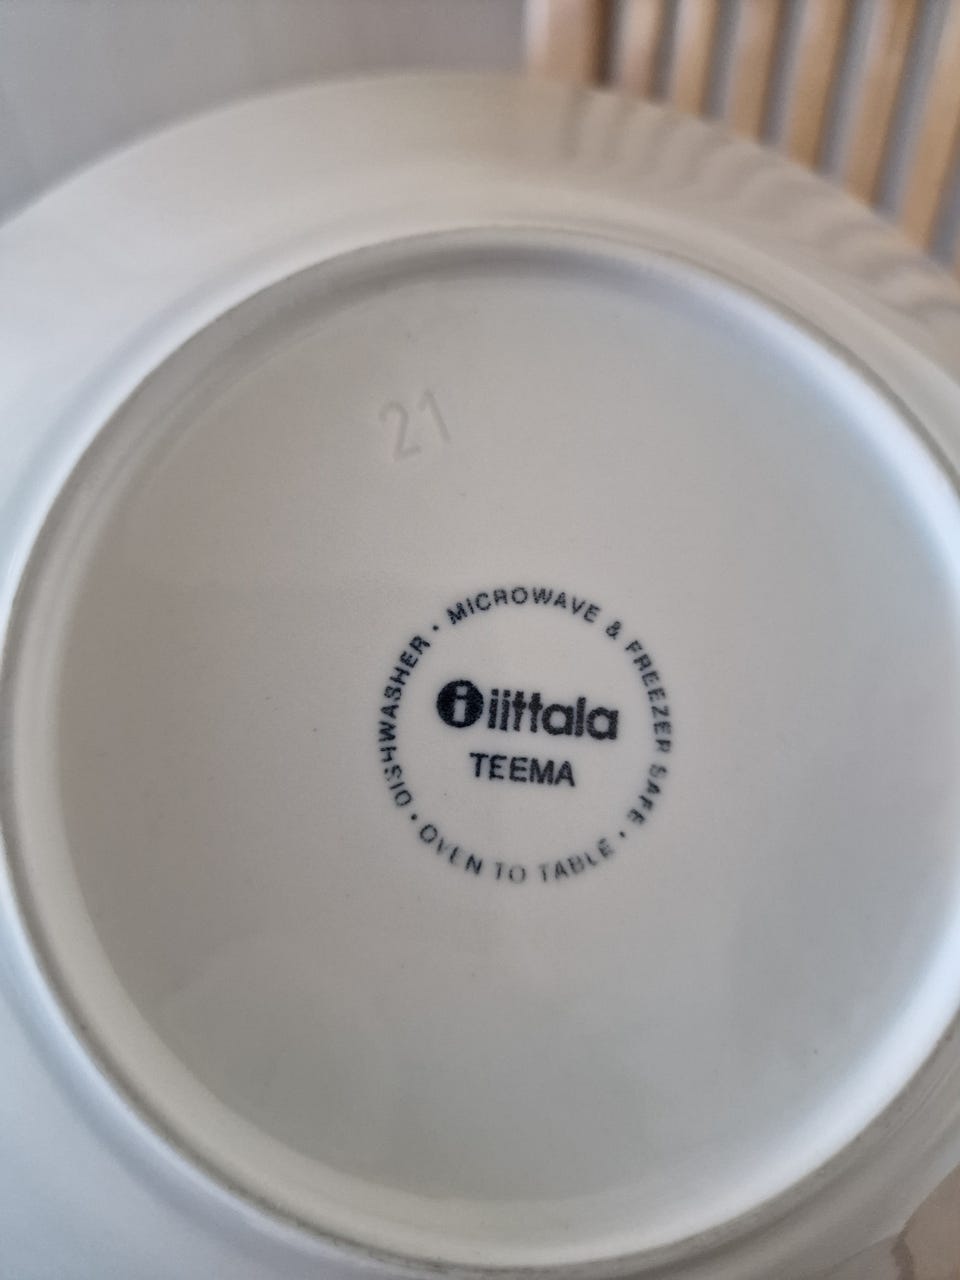 21
MICROWAVE & FREEZER SAFE • OVEN TO TABLE • DISHWASHER •
i iittala
TEEMA